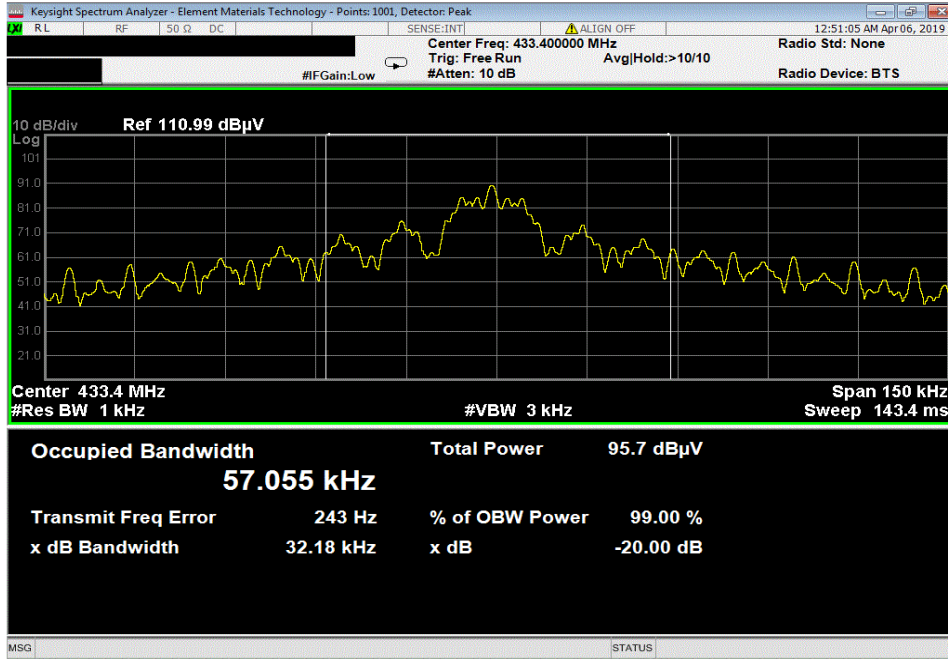 Keysight Spectrum Analyzer - Element Materials Technology - Points: 1001, Detector: Peak
LXI RL RF 50 Ω DC SENSE:INT ALIGN OFF 12:51:05 AM Apr 06, 2019
Center Freq: 433.400000 MHz Radio Std: None
Trig: Free Run Avg|Hold:>10/10
#IFGain:Low #Atten: 10 dB Radio Device: BTS
10 dB/div Ref 110.99 dBµV
Log
101
91.0
81.0
71.0
61.0
51.0
41.0
31.0
21.0
Center 433.4 MHz Span 150 kHz
#Res BW 1 kHz #VBW 3 kHz Sweep 143.4 ms
Occupied Bandwidth Total Power 95.7 dBµV
57.055 kHz
Transmit Freq Error 243 Hz % of OBW Power 99.00 %
x dB Bandwidth 32.18 kHz x dB -20.00 dB
MSG STATUS